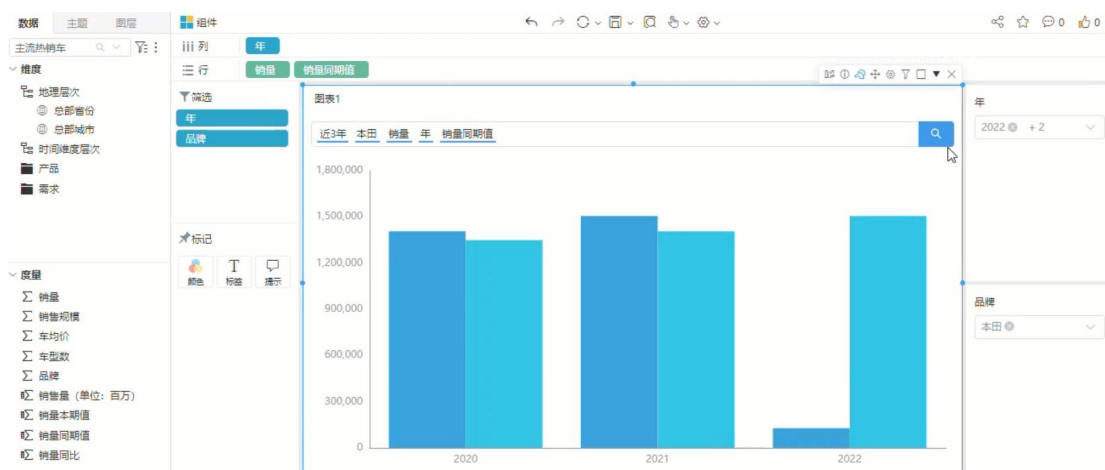 数据 主题 图层
组件
0
0
主流热销车
列
年
维度
行
销量 销量同期值
地理层次
总部省份
总部城市
时间维度层次
产品
需求
筛选
年
品牌
图表1
近3年 本田 销量 年 销量同期值
年
2022 + 2
标记
颜色 标签 提示
度量
销量
销售规模
车均价
车型数
品牌
销售量（单位：百万）
销量本期值
销量同期值
销量同比
1,800,000
1,500,000
1,200,000
900,000
600,000
300,000
0
2020 2021 2022
品牌
本田